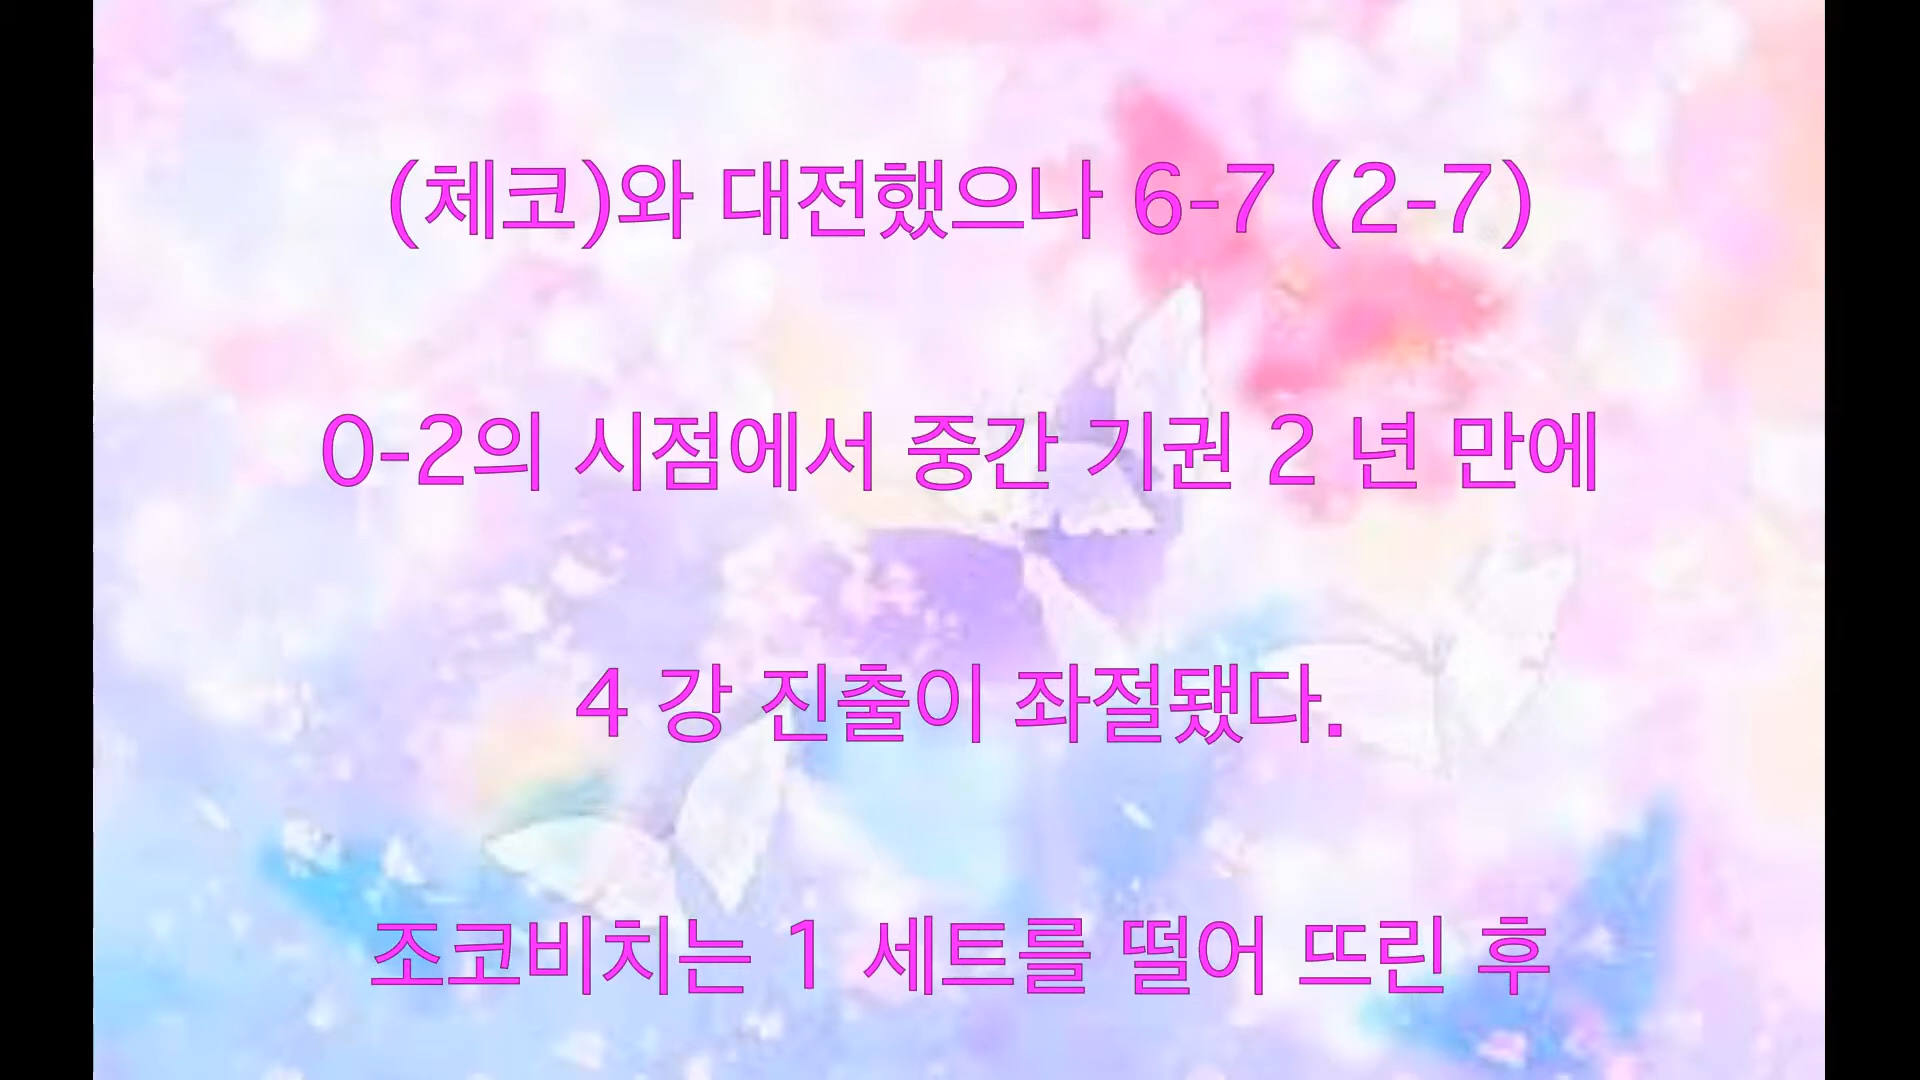 (체코)와 대전했으나 6-7 (2-7)
0-2의 시점에서 중간 기권 2 년 만에
4 강 진출이 좌절됐다.
조코비치는 1 세트를 떨어 뜨린 후